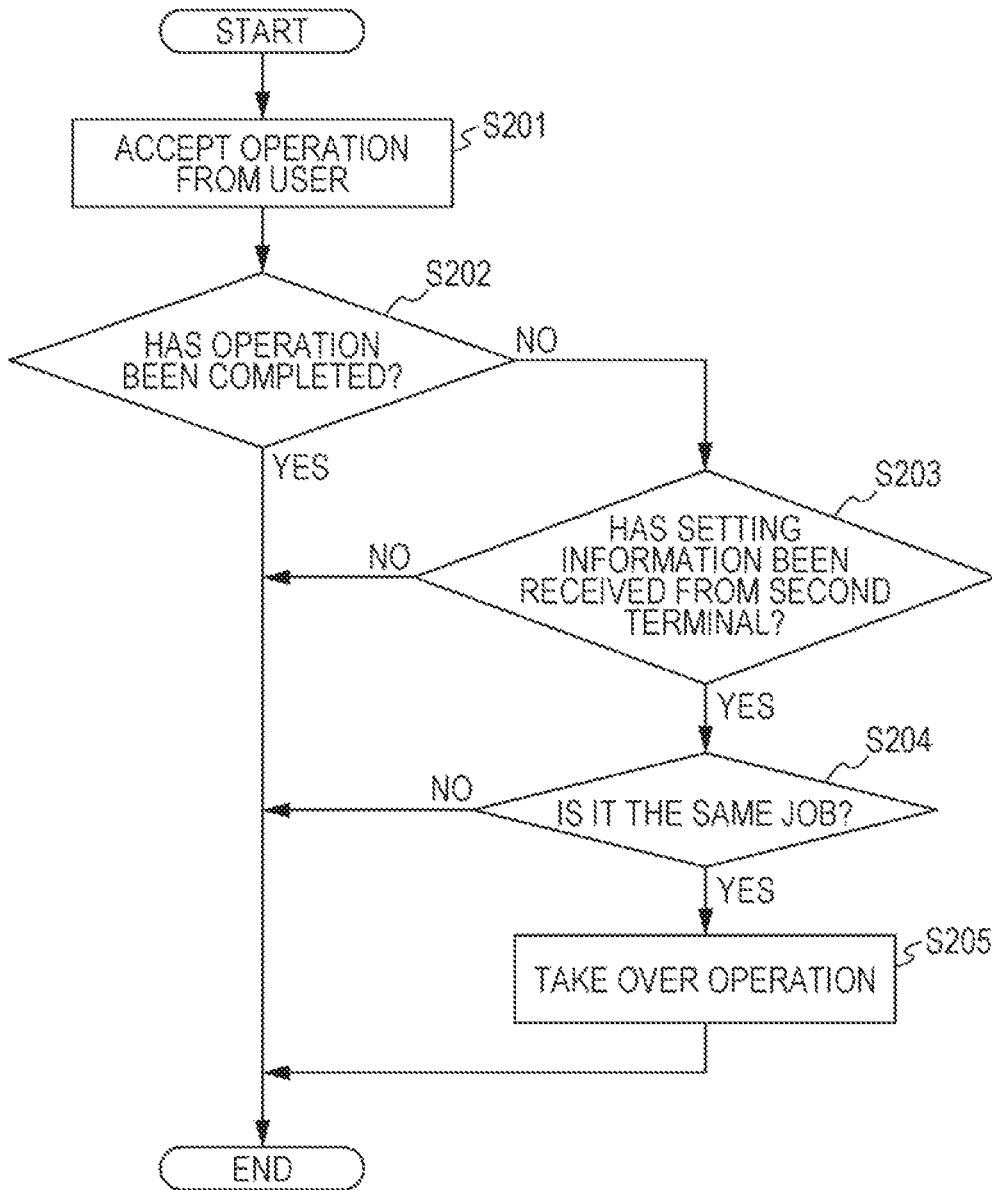 START
S201
ACCEPT OPERATION
FROM USER
S202
HAS OPERATION
BEEN COMPLETED?
NO
YES
S203
HAS SETTING
INFORMATION BEEN
RECEIVED FROM SECOND
TERMINAL?
NO
YES
S204
IS IT THE SAME JOB?
NO
YES
S205
TAKE OVER OPERATION
END